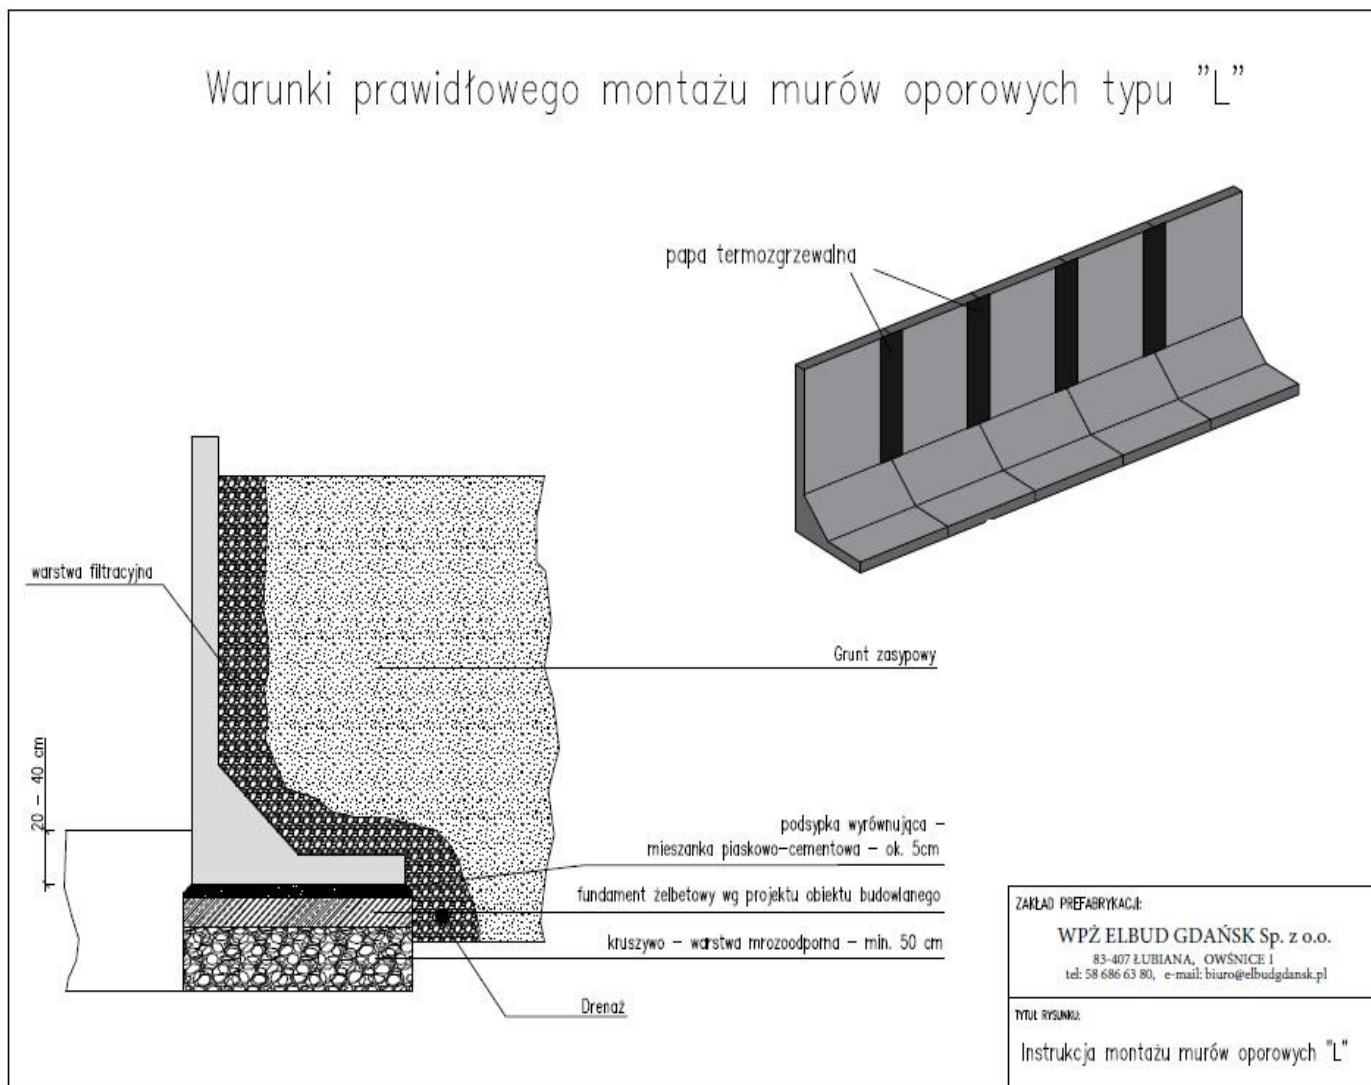 Warunki prawidłowego montażu murów oporowych typu "L"
papa termozgrzewalna
warstwa filtracyjna
Grunt zasypowy
20 - 40 cm
podsypka wyrównująca -
mieszanka piaskowo-cementowa - ok. 5cm
fundament żelbetowy wg projektu obiektu budowlanego
kruszywo - warstwa mrozoodporna - min. 50 cm
Drenaż
ZAKŁAD PREFABRYKACJI:
WPŻ ELBUD GDAŃSK Sp. z o.o.
83-407 ŁUBIANA, OWŚNICE 1
tel: 58 686 63 80, e-mail: biuro@elbudgdansk.pl
TYTUŁ RYSUNKU:
Instrukcja montażu murów oporowych "L"